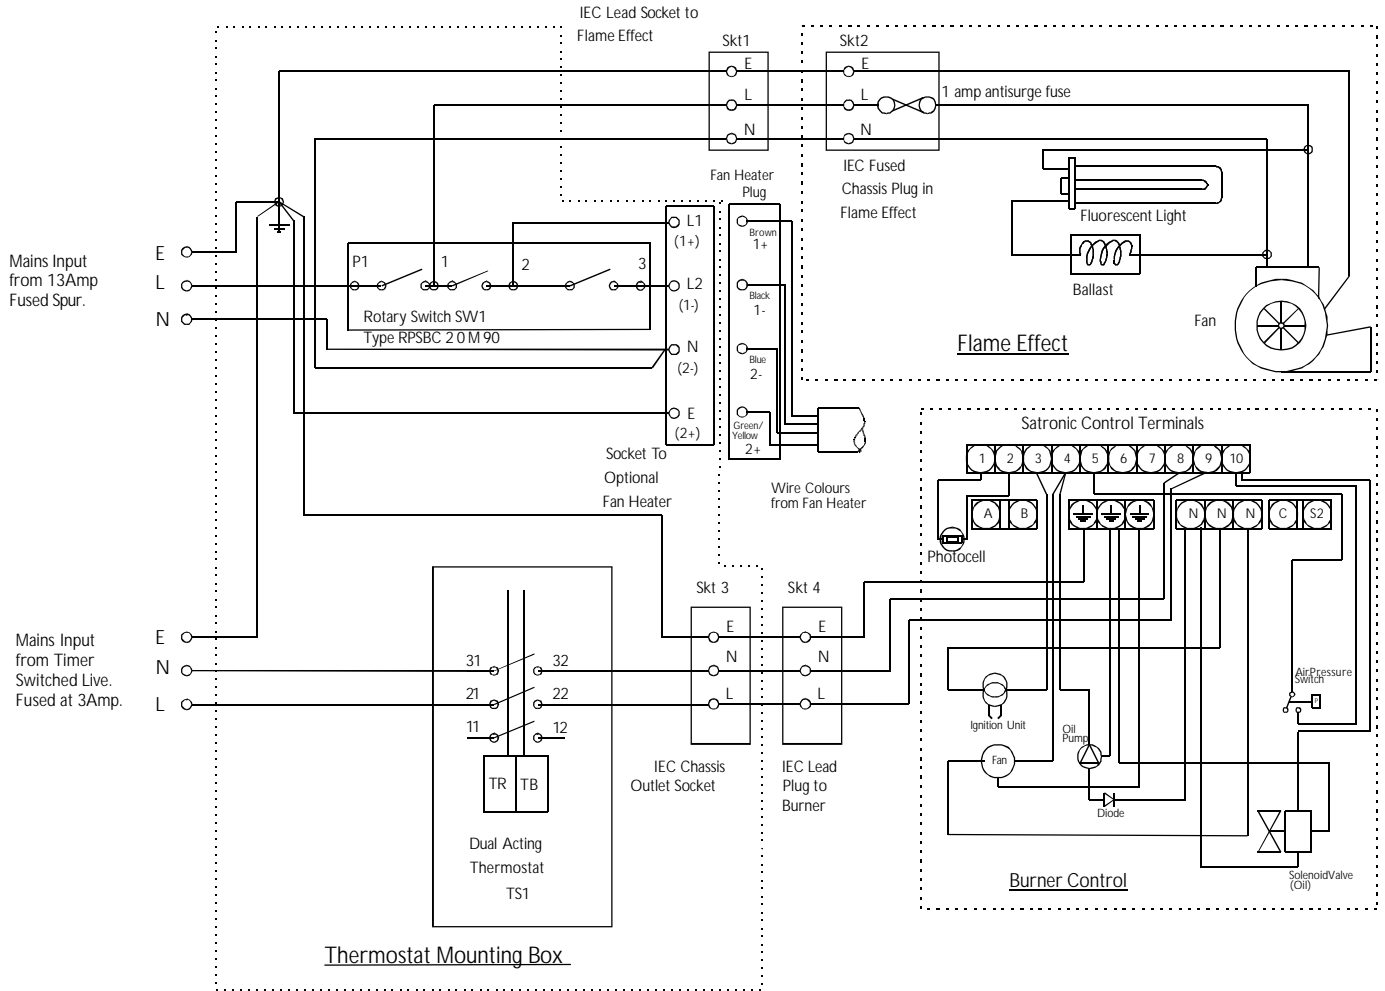 IEC Lead Socket to
Flame Effect
Skt1
Skt2
E
E
L
L
1 amp antisurge fuse
N
N
Fan Heater
Plug
IEC Fused
Chassis Plug in
Flame Effect
Fluorescent Light
Ballast
Fan
Flame Effect
Mains Input
from 13Amp
Fused Spur.
E
L
N
P1
1
2
3
Rotary Switch SW1
Type RPSBC 2 0 M 90
L1
(1+)
L2
(1-)
N
(2-)
E
(2+)
Brown
1+
Black
1-
Blue
2-
Green/
Yellow
2+
Socket To
Optional
Fan Heater
Wire Colours
from Fan Heater
Satronic Control Terminals
1 2 3 4 5 6 7 8 9 10
A B N N N C S2
Photocell
Skt 3
Skt 4
E
E
N
N
L
L
Mains Input
from Timer
Switched Live.
Fused at 3Amp.
E
N
L
31 32
21 22
11 12
TR TB
Dual Acting
Thermostat
TS1
IEC Chassis
Outlet Socket
IEC Lead
Plug to
Burner
Ignition Unit
Oil
Pump
Fan
Diode
Air Pressure
Switch
P
Solenoid Valve
(Oil)
Burner Control
Thermostat Mounting Box